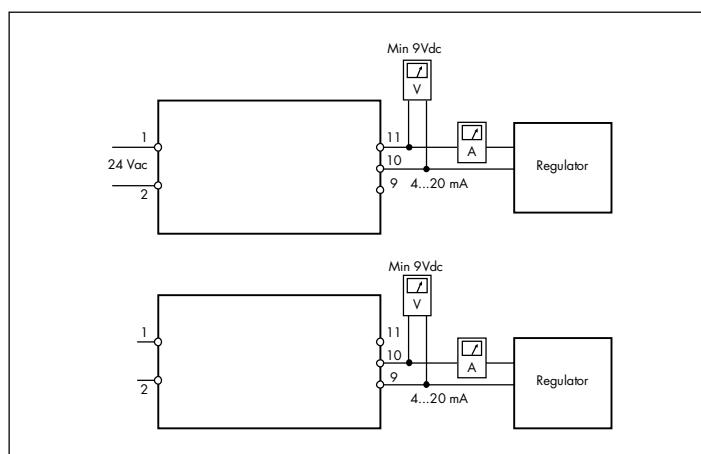 Min 9Vdc
V
1
11
A
24 Vac
10
Regulator
2
9
4...20 mA
Min 9Vdc
V
1
11
A
10
Regulator
2
9
4...20 mA